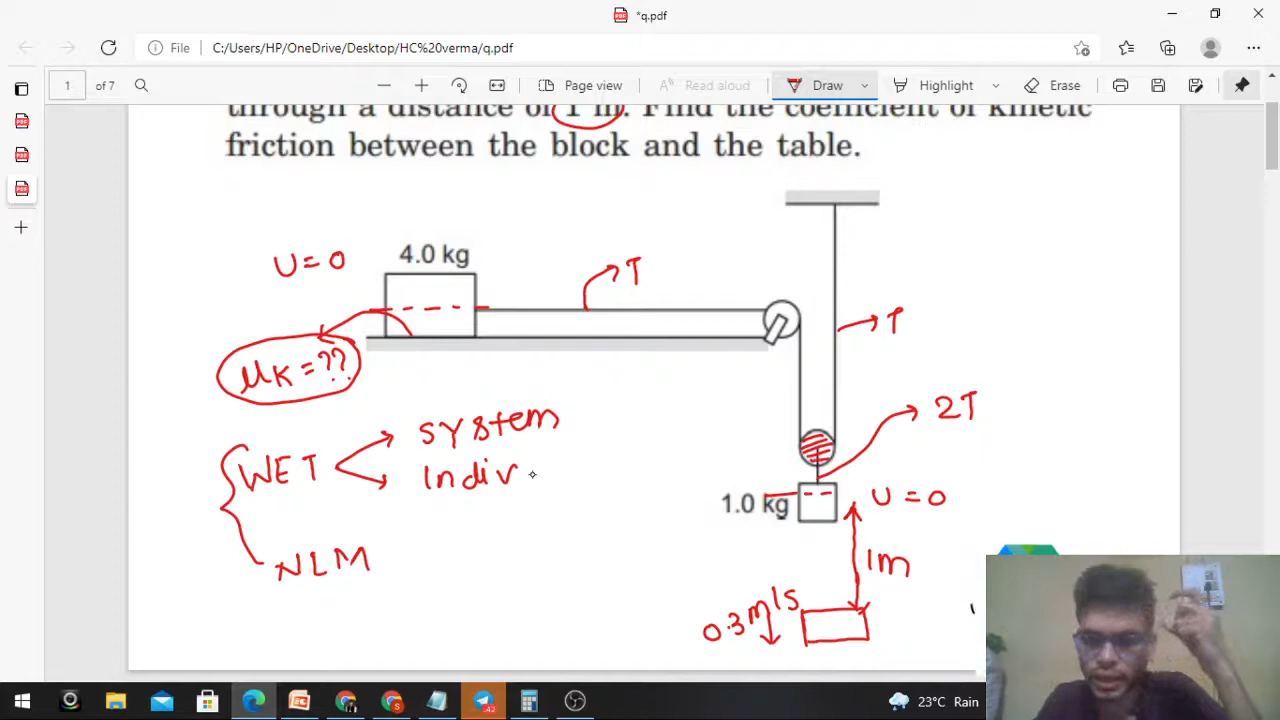 *q.pdf
File C:/Users/HP/OneDrive/Desktop/HC%20verma/q.pdf
1 of 7 Page view Read aloud Draw Highlight Erase
through a distance of 1 m. Find the coefficient of kinetic
friction between the block and the table.
U = 0
4.0 kg
T
T
μK = ??
2T
WET
system
Indiv
1.0 kg
U = 0
1m
NLM
0.3 m/s
23°C Rain